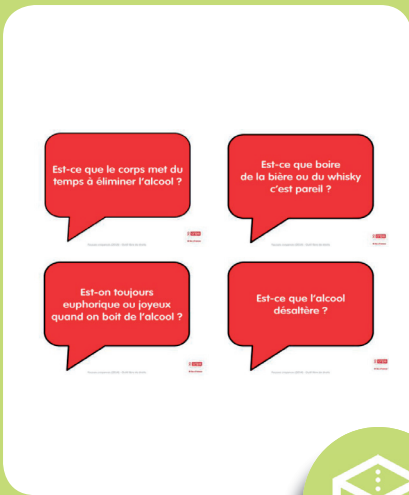 Est-ce que le corps met du
temps à éliminer l'alcool ?
Est-ce que boire
de la bière ou du whisky
c'est pareil ?
Est-on toujours
euphorique ou joyeux
quand on boit de l'alcool ?
Est-ce que l'alcool
désaltère ?